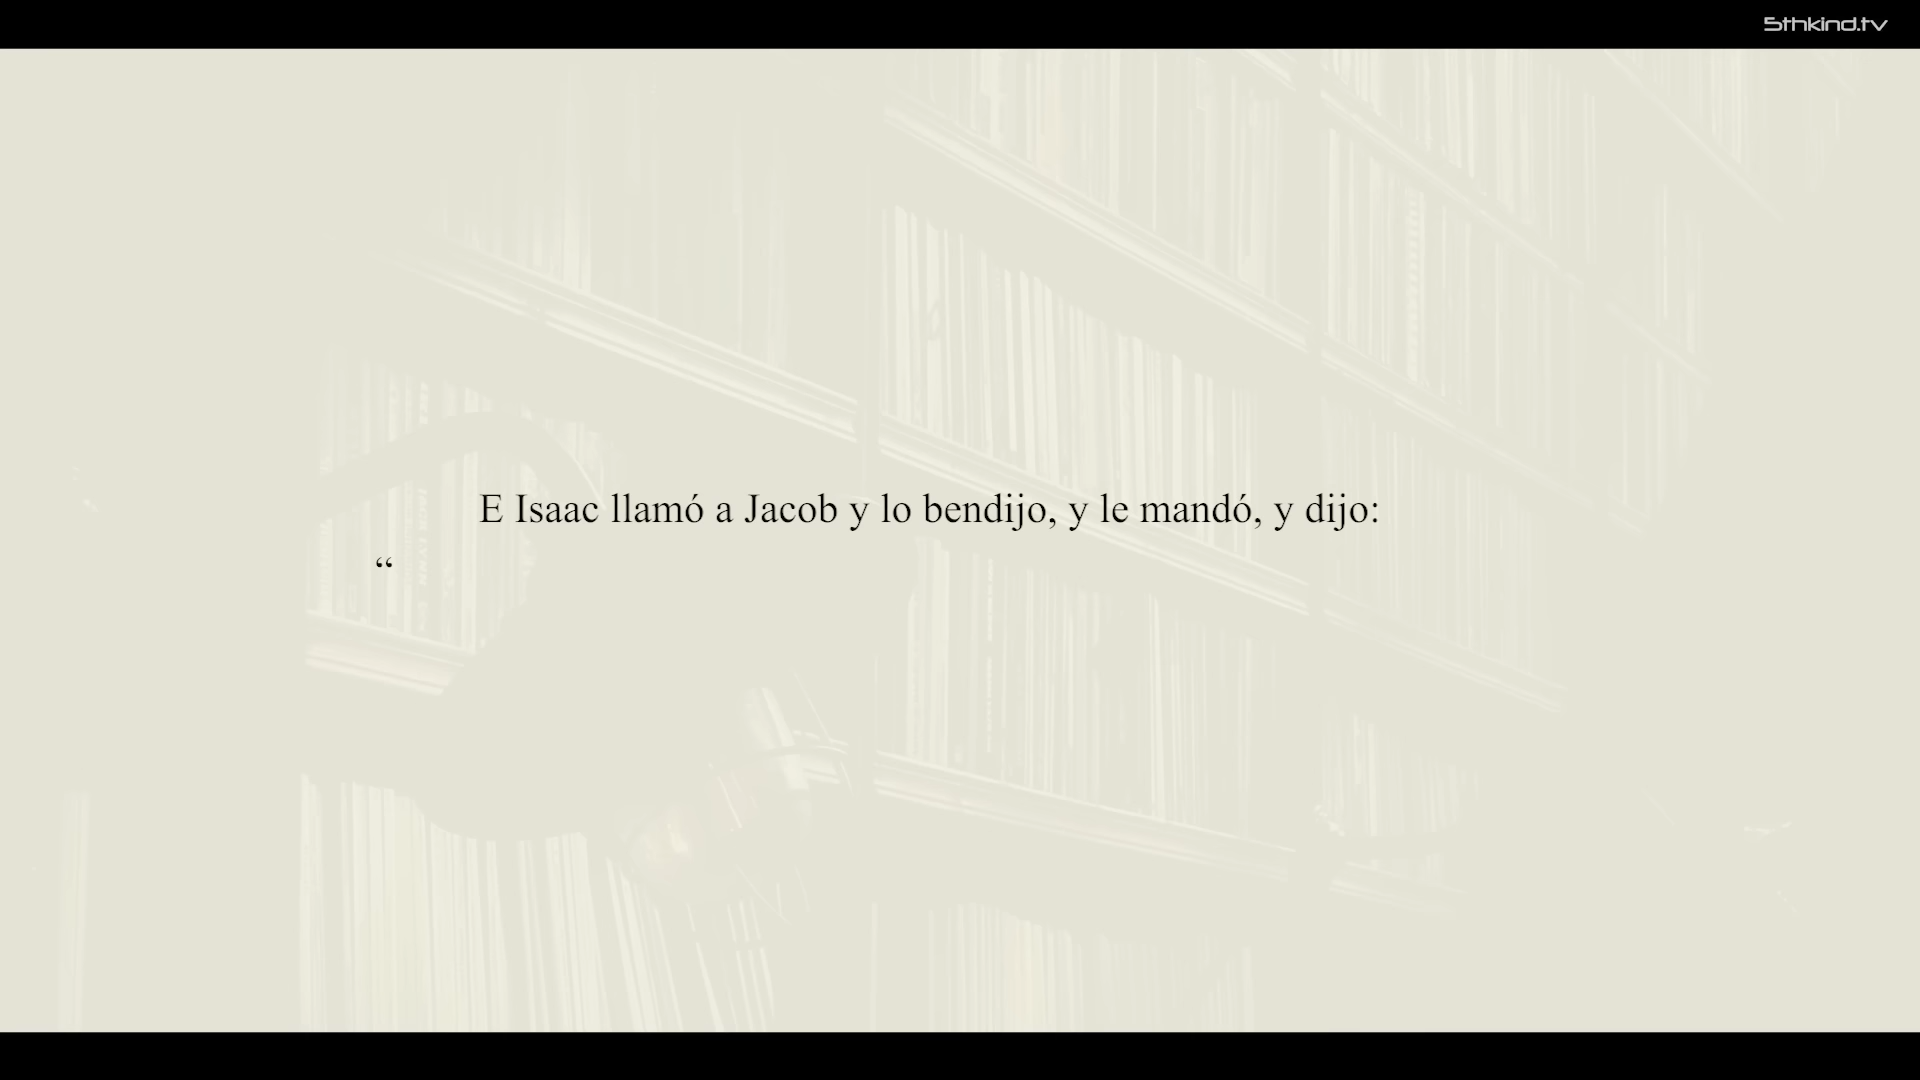 5thkind.tv
E Isaac llamó a Jacob y lo bendijo, y le mandó, y dijo:
“